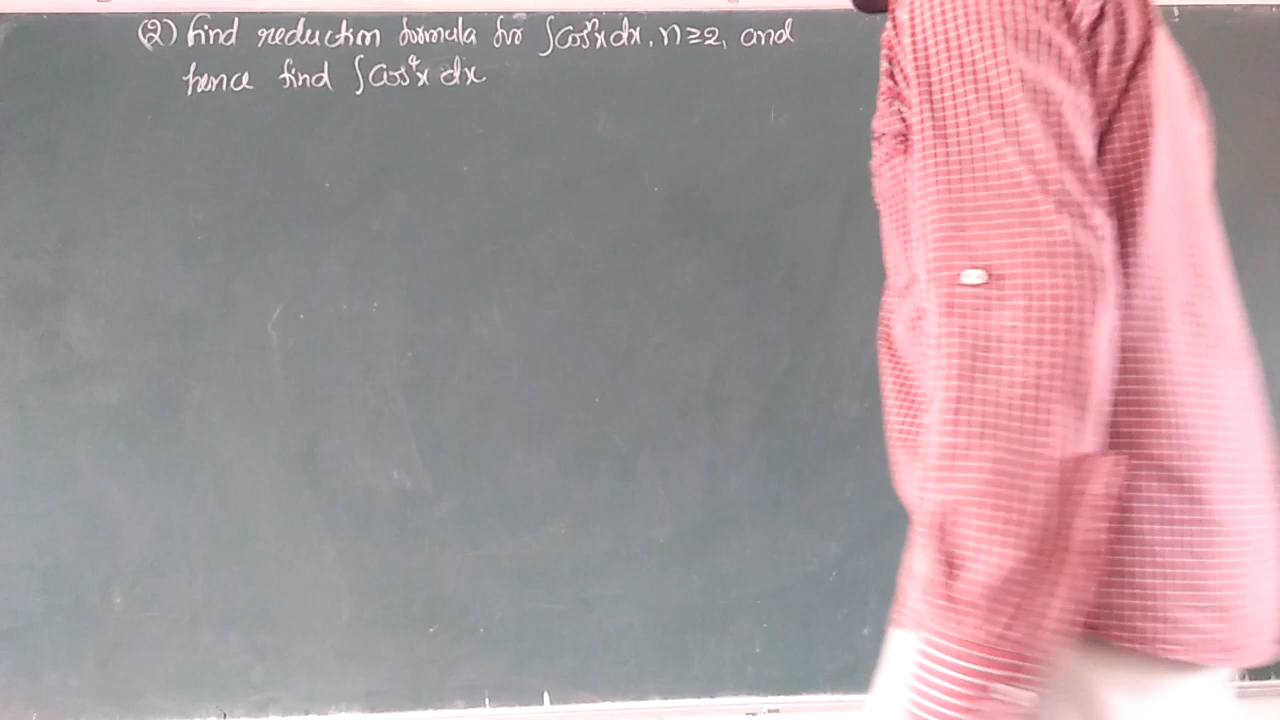 (2) Find reduction formula for ∫cosⁿx dx, n≥2, and
hence find ∫cos⁴x dx